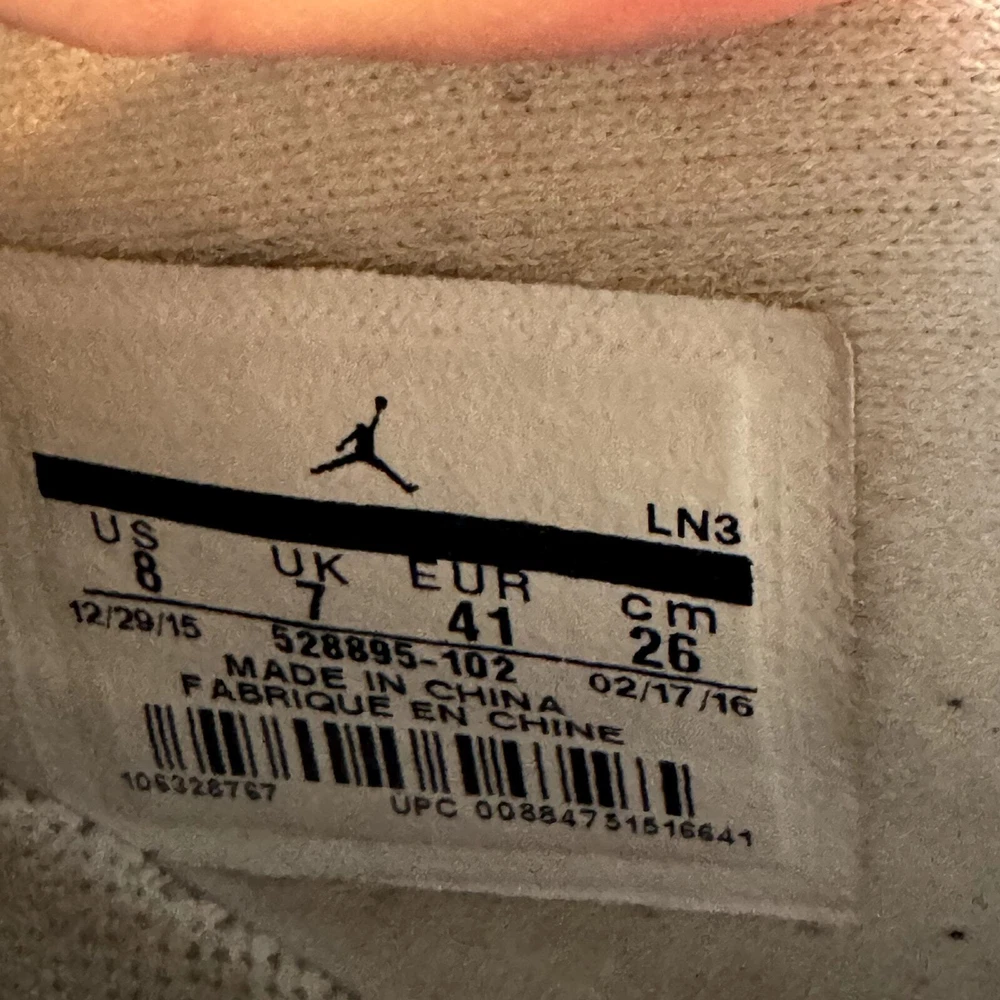 LN3
US UK EUR cm
8 7 41 26
12/29/15 528895-102 02/17/16
MADE IN CHINA
FABRIQUE EN CHINE
106328767
UPC 00884751516641